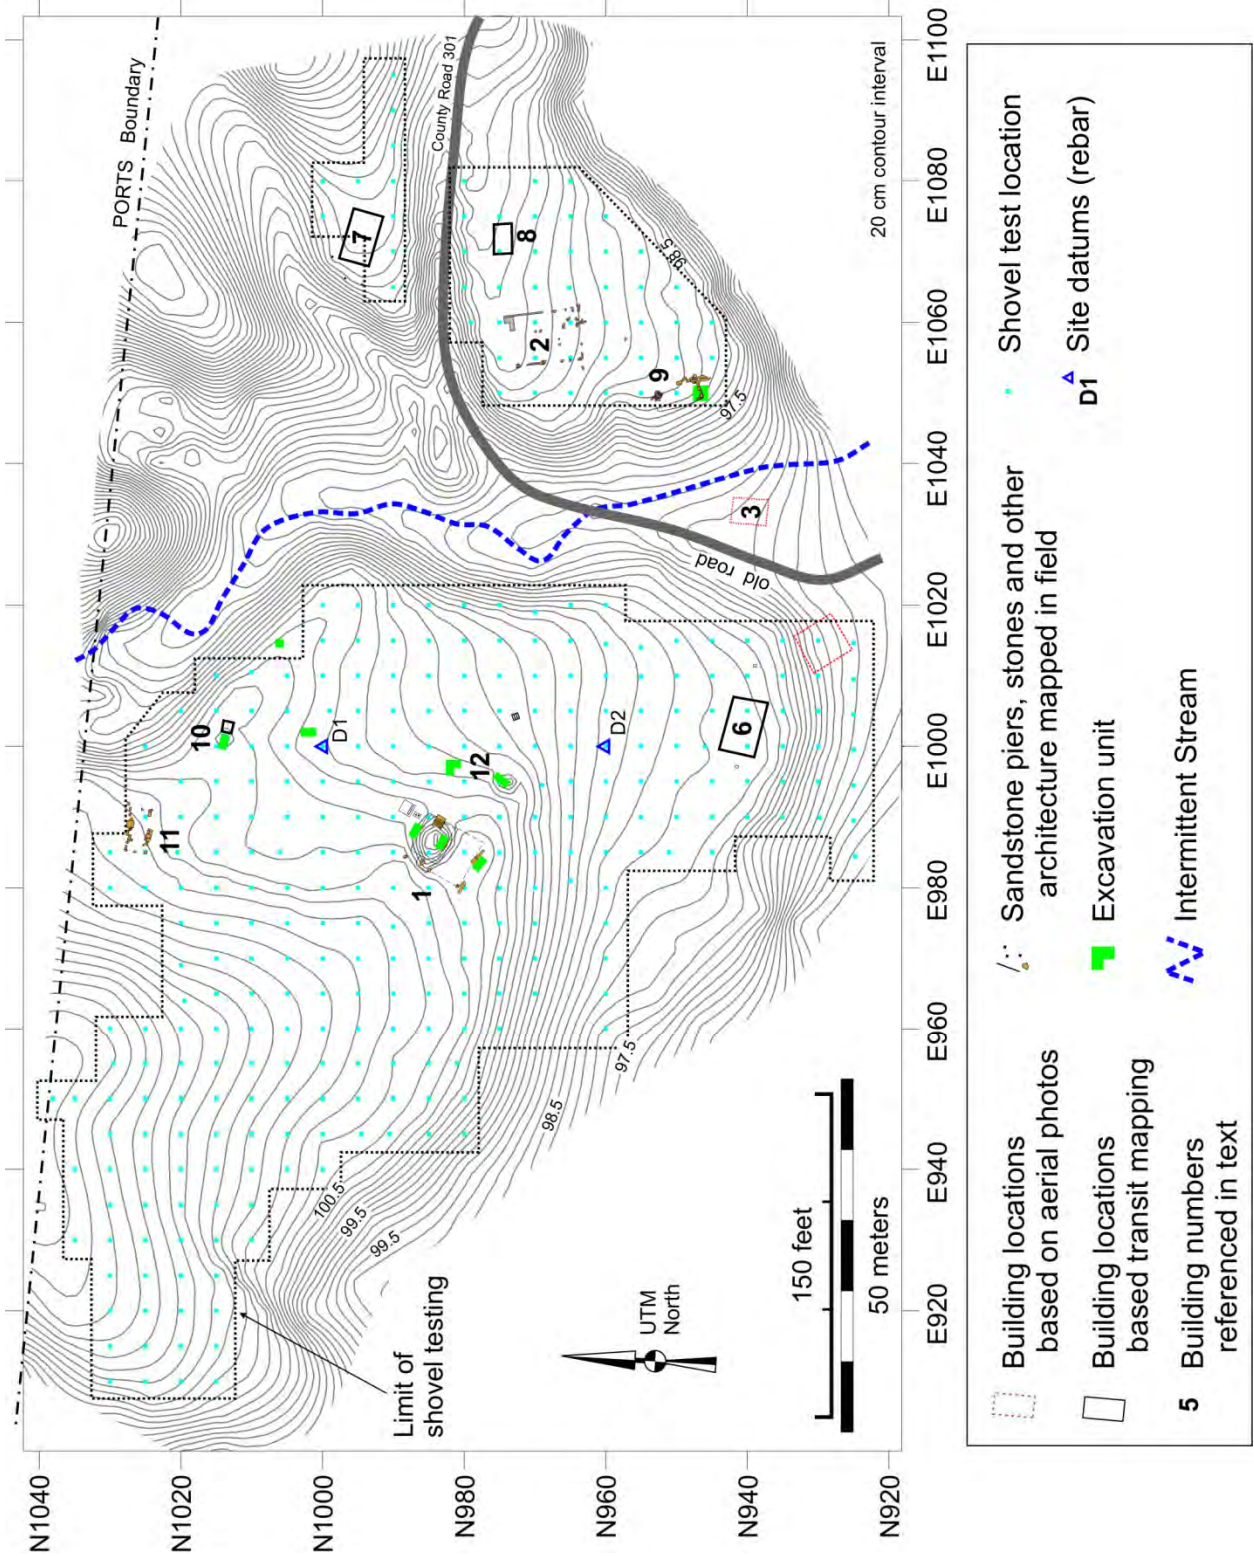 PORTS Boundary
County Road 301
20 cm contour interval
7
8
2
9
98.5
97.5
3
old road
10
D1
11
12
1
D2
6
97.5
98.5
100.5
99.5
99.5
Limit of
shovel testing
UTM
North
150 feet
50 meters
N1040
N1020
N1000
N980
N960
N940
N920
E920
E940
E960
E980
E1000
E1020
E1040
E1060
E1080
E1100
Building locations
based on aerial photos
Building locations
based transit mapping
5 Building numbers
referenced in text
Sandstone piers, stones and other
architecture mapped in field
Excavation unit
Intermittent Stream
Shovel test location
D1 Site datums (rebar)